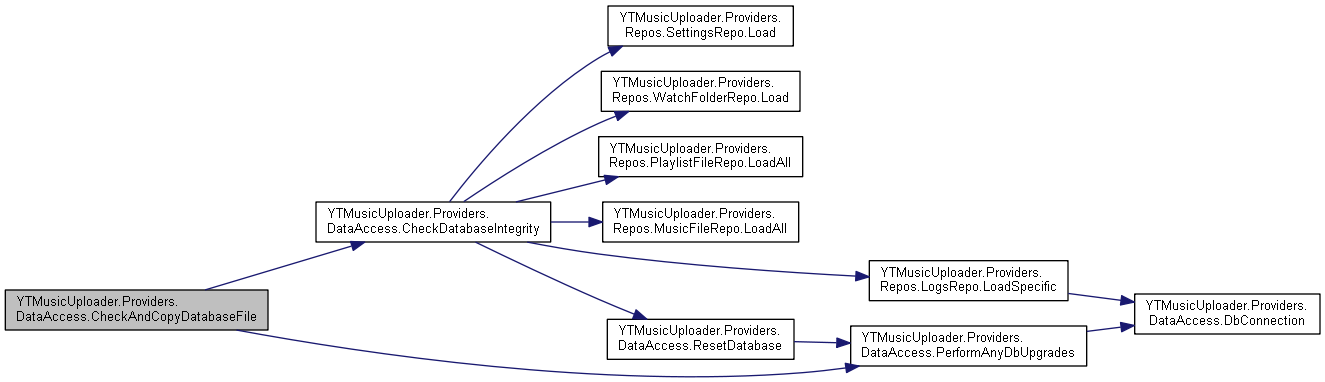 YTMusicUploader.Providers.
Repos.SettingsRepo.Load
YTMusicUploader.Providers.
Repos.WatchFolderRepo.Load
YTMusicUploader.Providers.
Repos.PlaylistFileRepo.LoadAll
YTMusicUploader.Providers.
DataAccess.CheckDatabaseIntegrity
YTMusicUploader.Providers.
Repos.MusicFileRepo.LoadAll
YTMusicUploader.Providers.
Repos.LogsRepo.LoadSpecific
YTMusicUploader.Providers.
DataAccess.CheckAndCopyDatabaseFile
YTMusicUploader.Providers.
DataAccess.DbConnection
YTMusicUploader.Providers.
DataAccess.ResetDatabase
YTMusicUploader.Providers.
DataAccess.PerformAnyDbUpgrades